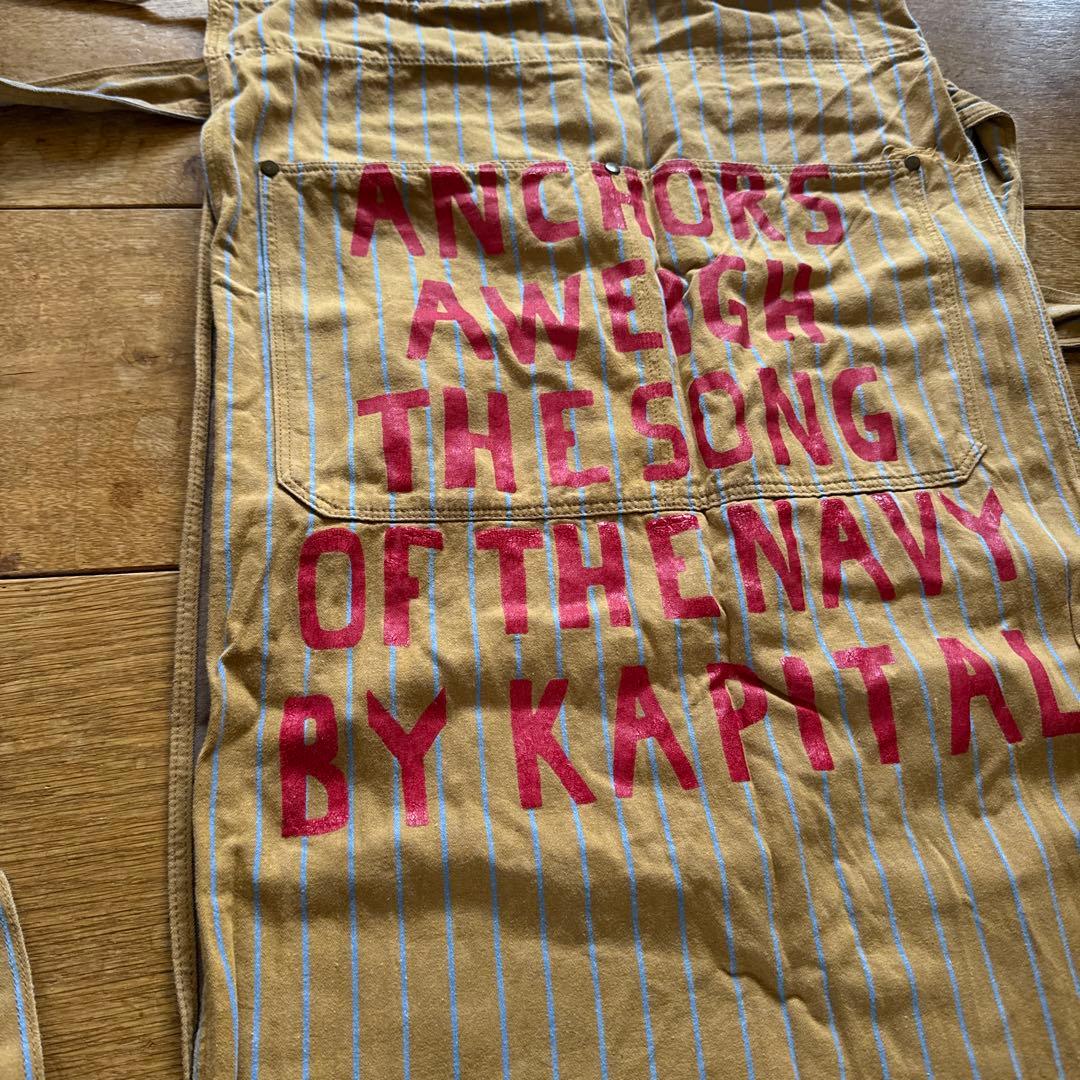 ANCHORS
AWEIGH
THE SONG
OF THE NAVY
BY KAPITAL